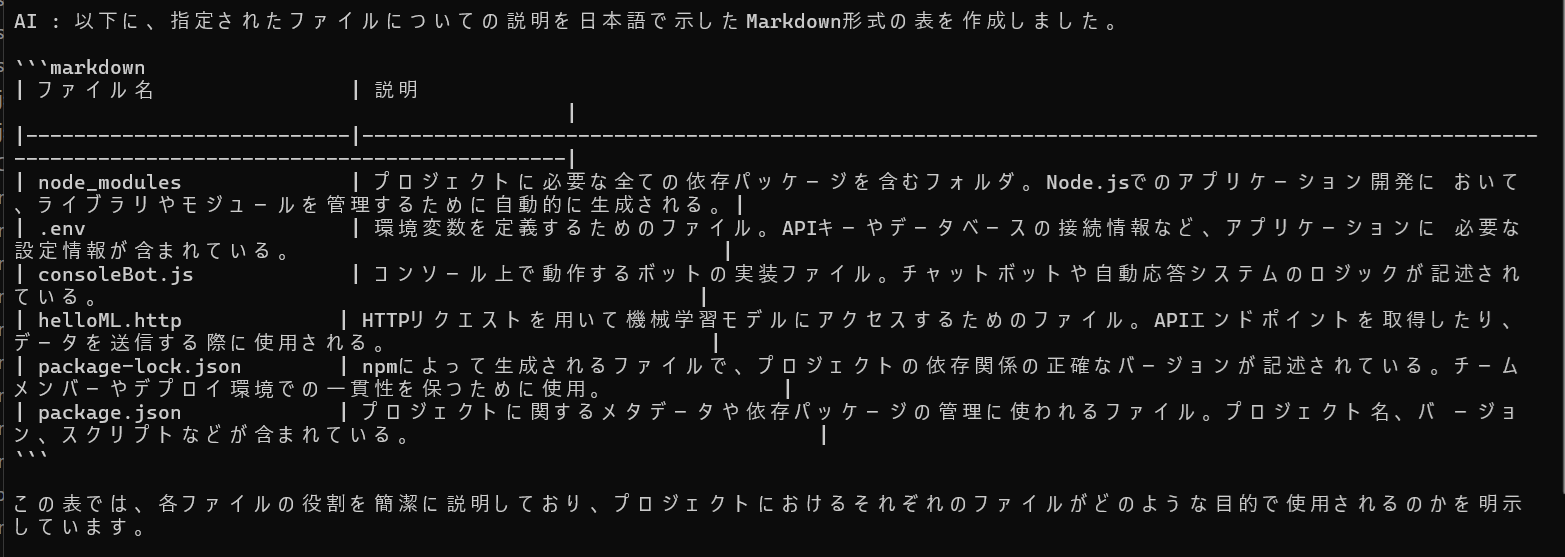 AI : 以下に、指定されたファイルについての説明を日本語で示したMarkdown形式の表を作成しました。
```markdown
| ファイル名                 | 説明
                                              |
|---------------------------|--------------------------------------------------------------------------------------------------
----------------------------------------------|
| node_modules              | プロジェクトに必要な全ての依存パッケージを含むフォルダ。Node.jsでのアプリケーション開発に おいて
、ライブラリやモジュールを管理するために自動的に生成される。|
| .env                      | 環境変数を定義するためのファイル。APIキーやデータベースの接続情報など、アプリケーションに 必要な
設定情報が含まれている。                                    |
| consoleBot.js             | コンソール上で動作するボットの実装ファイル。チャットボットや自動応答システムのロジックが記述され
ている。                                                  |
| helloML.http             | HTTPリクエストを用いて機械学習モデルにアクセスするためのファイル。APIエンドポイントを取得したり、
データを送信する際に使用される。                           |
| package-lock.json        | npmによって生成されるファイルで、プロジェクトの依存関係の正確なバージョンが記述されている。チーム
メンバーやデプロイ環境での一貫性を保つために使用。               |
| package.json             | プロジェクトに関するメタデータや依存パッケージの管理に使われるファイル。プロジェクト名、バ ージョ
ン、スクリプトなどが含まれている。                                  |
```
この表では、各ファイルの役割を簡潔に説明しており、プロジェクトにおけるそれぞれのファイルがどのような目的で使用されるのかを明示
しています。